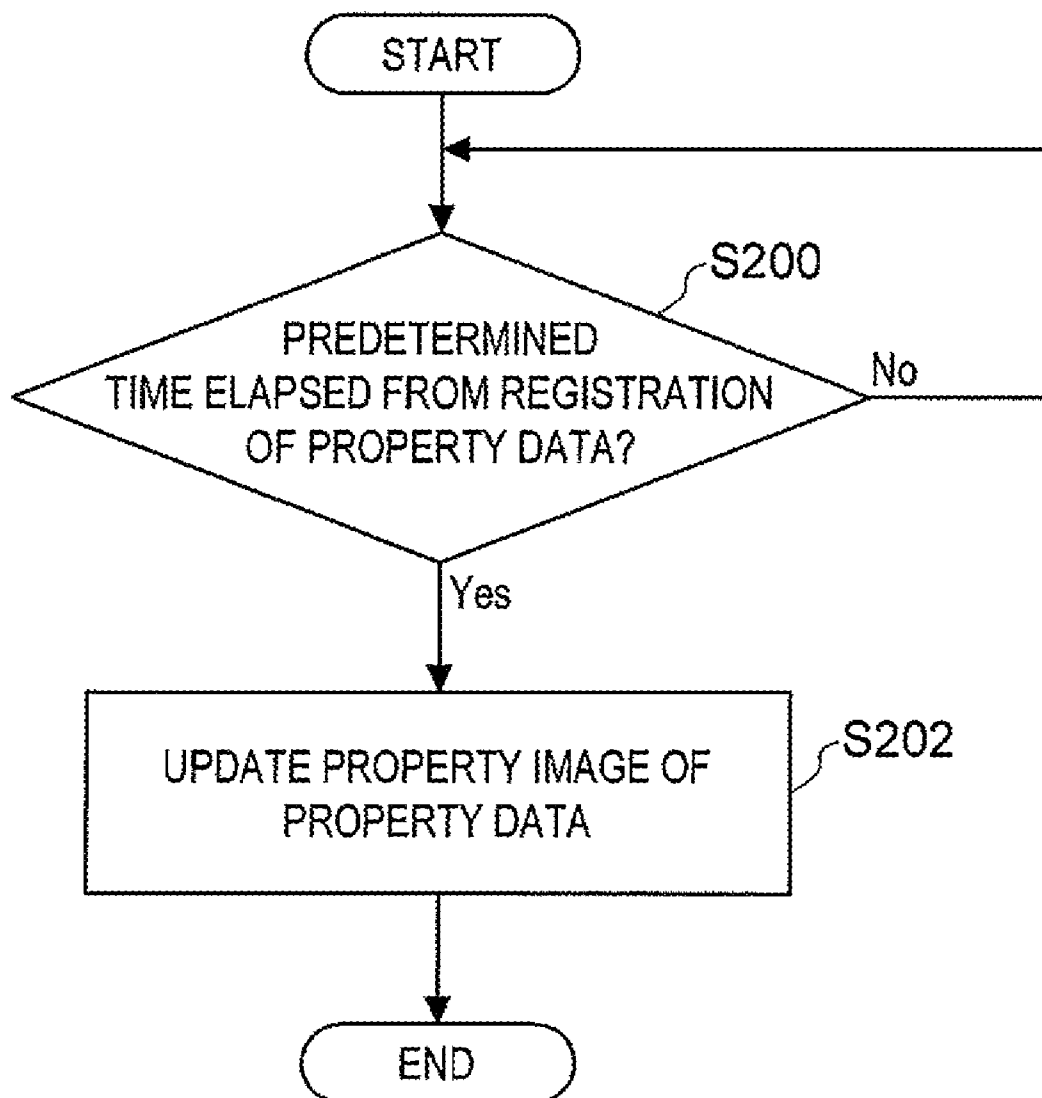 START
S200
PREDETERMINED
TIME ELAPSED FROM REGISTRATION
OF PROPERTY DATA?
No
Yes
S202
UPDATE PROPERTY IMAGE OF
PROPERTY DATA
END